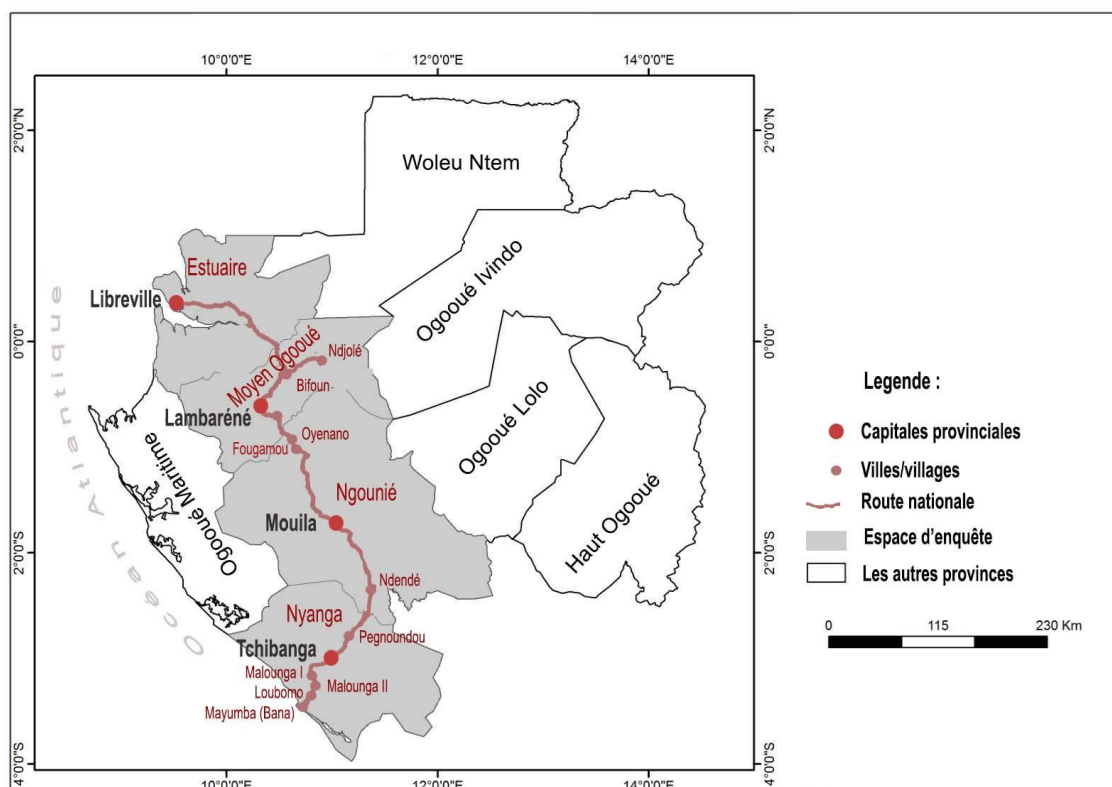 10°0'0"E
12°0'0"E
14°0'0"E
2°0'0"N
2°0'0"N
Woleu Ntem
Estuaire
Ogooué Ivindo
Libreville
Océan Atlantique
0°0'0"
0°0'0"
Moyen Ogooué
Ndjolé
Bifoun
Lambaréné
Oyenano
Fougamou
Ogooué Maritime
Ogooué Lolo
Ngounié
Mouila
Haut Ogooué
2°0'0"S
2°0'0"S
Ndendé
Nyanga
Pegnoundou
Tchibanga
Malounga I
Malounga II
Loubomo
Mayumba (Bana)
4°0'0"S
4°0'0"S
10°0'0"E
12°0'0"E
14°0'0"E
Legende :
Capitales provinciales
Villes/villages
Route nationale
Espace d'enquête
Les autres provinces
0 115 230 Km